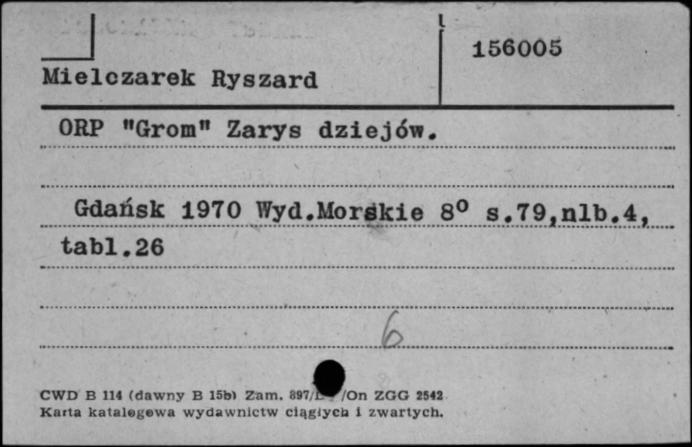 156005
Mielczarek Ryszard
ORP "Grom" Zarys dziejów.
Gdańsk 1970 Wyd.Morskie 8º s.79,nlb.4,
tabl.26
6
CWD B 114 (dawny B 15b) Zam. 897/ /On ZGG 2542
Karta katalogowa wydawnictw ciągłych i zwartych.